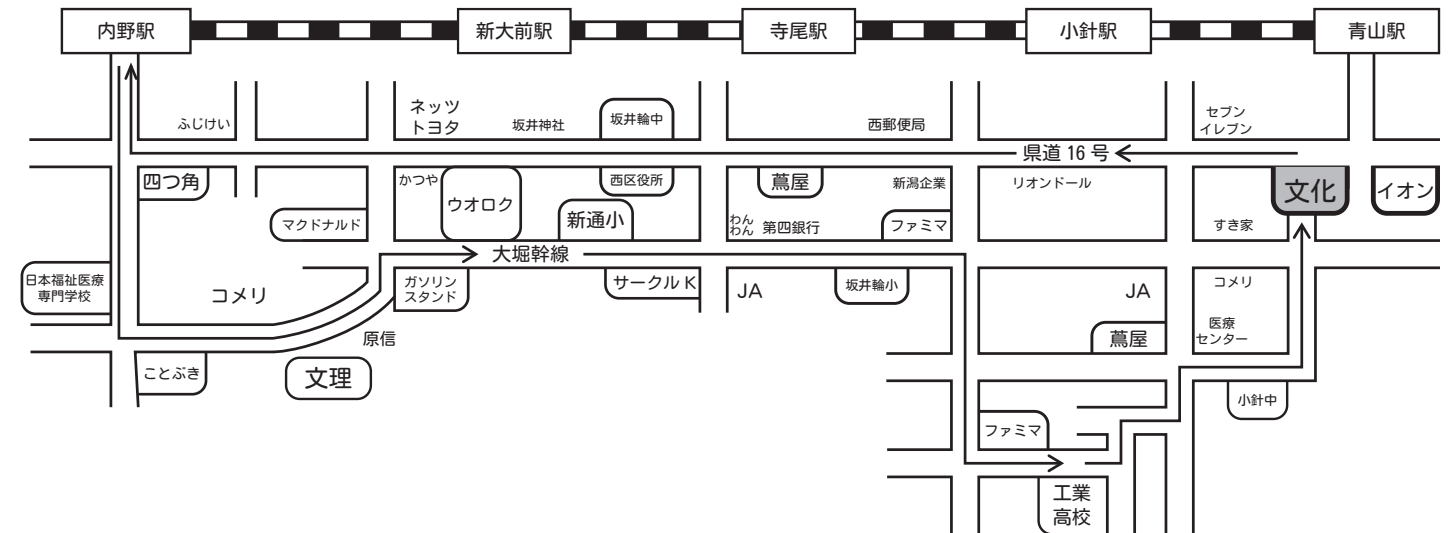 内野駅
新大前駅
寺尾駅
小針駅
青山駅
ふじけい
ネッツ
トヨタ
坂井神社
坂井輪中
西郵便局
セブン
イレブン
県道 16 号
四つ角
かつや
ウオロク
西区役所
蔦屋
新潟企業
リオンドール
文化
イオン
マクドナルド
新通小
わん
わん
第四銀行
ファミマ
すき家
大堀幹線
日本福祉医療
専門学校
コメリ
ガソリン
スタンド
サークル K
JA
坂井輪小
JA
コメリ
原信
蔦屋
医療
センター
ことぶき
文理
小針中
ファミマ
工業
高校